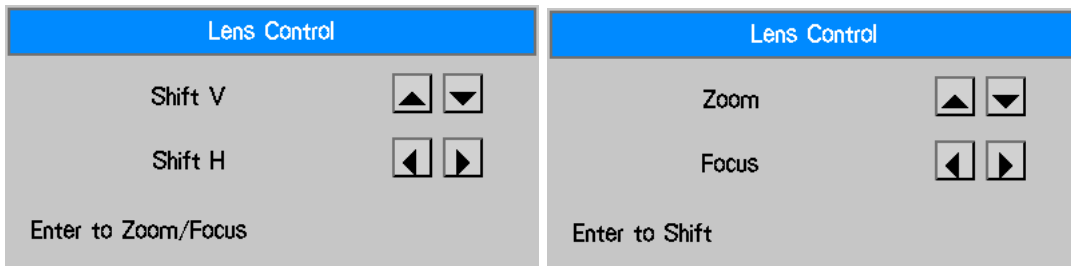 Lens Control
Shift V
Shift H
Enter to Zoom/Focus
Lens Control
Zoom
Focus
Enter to Shift